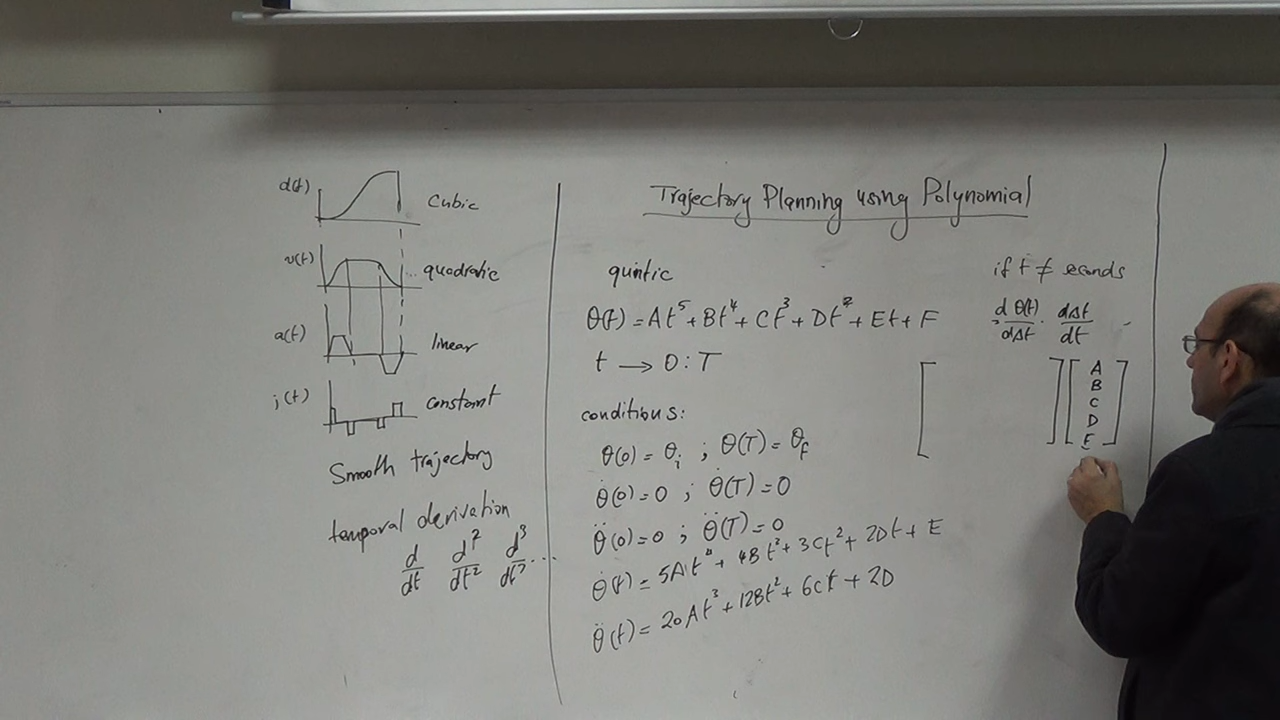 d(t) Cubic
v(t) quadratic
a(t) linear
j(t) constant
Smooth trajectory
temporal derivation
d/dt d²/dt² d³/dt³ ...
Trajectory Planning using Polynomial
quintic
θ(t) = At⁵ + Bt⁴ + Ct³ + Dt² + Et + F
t → 0 : T
conditions:
θ(0) = θi ; θ(T) = θf
θ̇(0) = 0 ; θ̇(T) = 0
θ̈(0) = 0 ; θ̈(T) = 0
θ̇(t) = 5At⁴ + 4Bt³ + 3Ct² + 2Dt + E
θ̈(t) = 20At³ + 12Bt² + 6Ct + 2D
if t ≠ econds
d θ(t)/dΔt · dΔt/dt
A
B
C
D
E